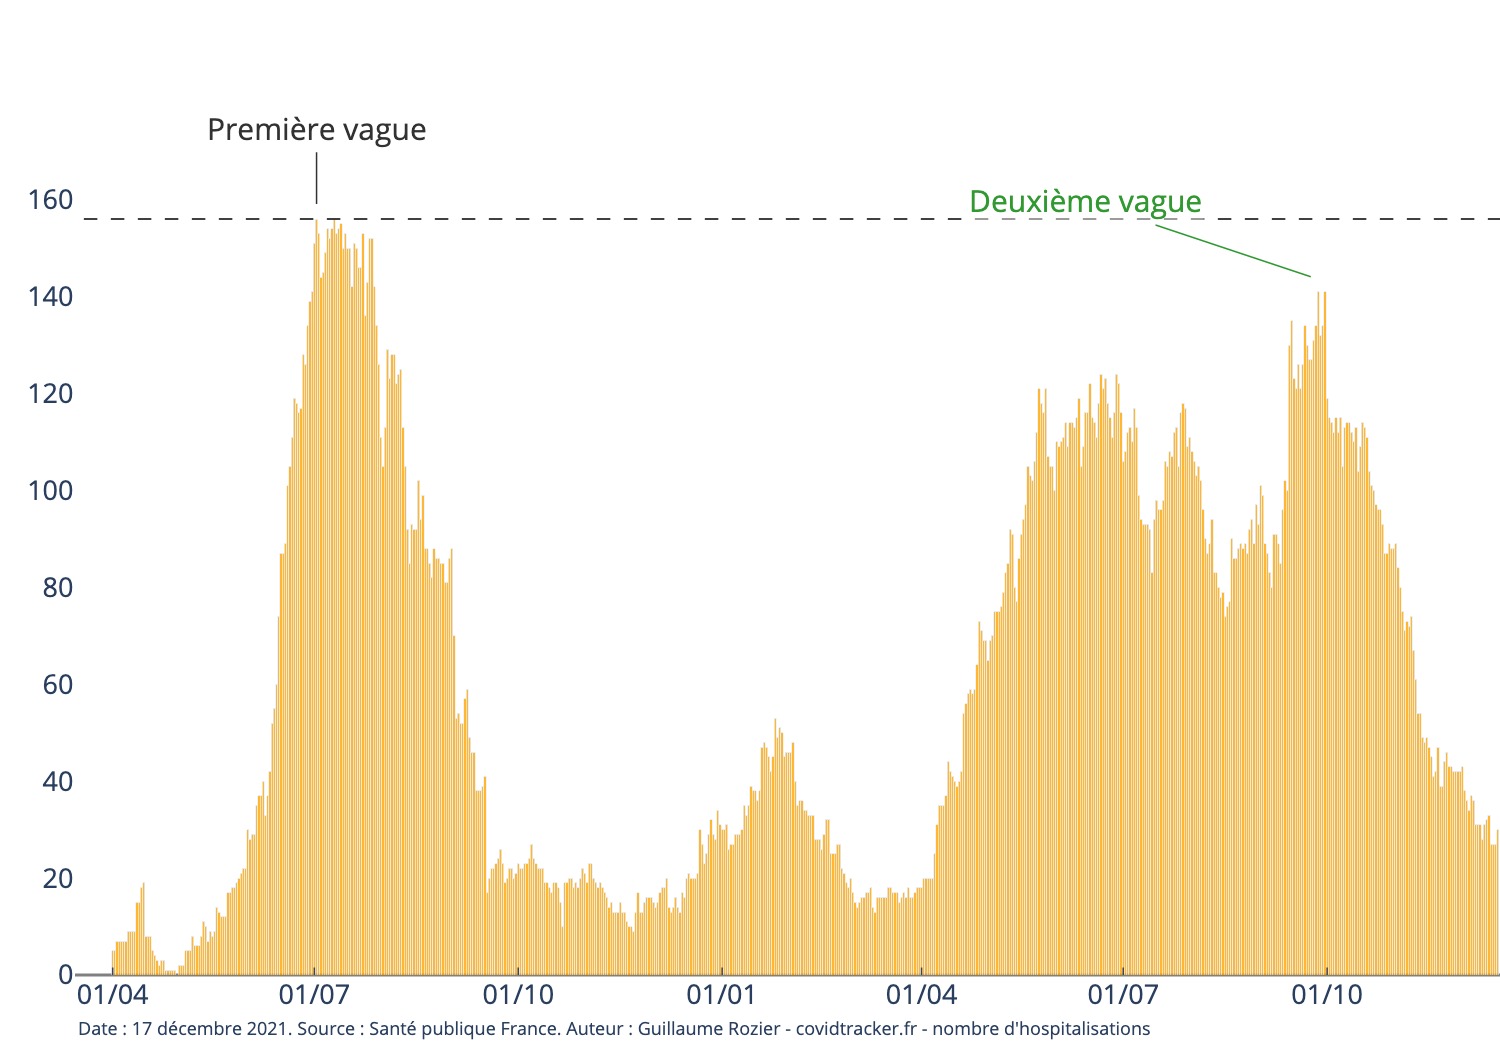 Première vague
160
Deuxième vague
140
120
100
80
60
40
20
0
01/04 01/07 01/10 01/01 01/04 01/07 01/10
Date : 17 décembre 2021. Source : Santé publique France. Auteur : Guillaume Rozier - covidtracker.fr - nombre d'hospitalisations